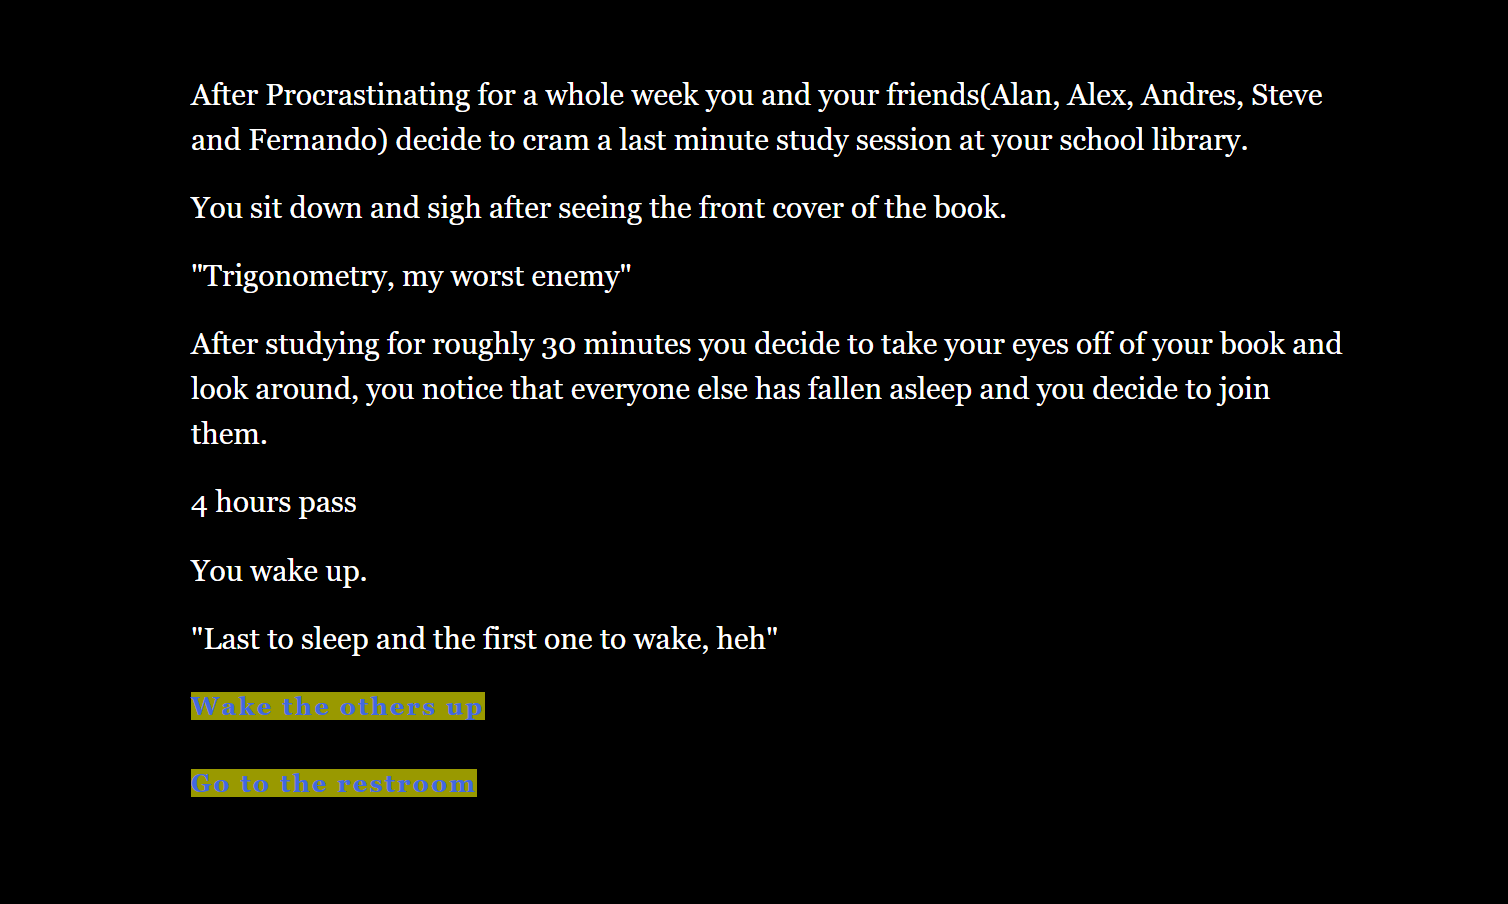 After Procrastinating for a whole week you and your friends(Alan, Alex, Andres, Steve
and Fernando) decide to cram a last minute study session at your school library.
You sit down and sigh after seeing the front cover of the book.
"Trigonometry, my worst enemy"
After studying for roughly 30 minutes you decide to take your eyes off of your book and
look around, you notice that everyone else has fallen asleep and you decide to join
them.
4 hours pass
You wake up.
"Last to sleep and the first one to wake, heh"
Wake the others up
Go to the restroom